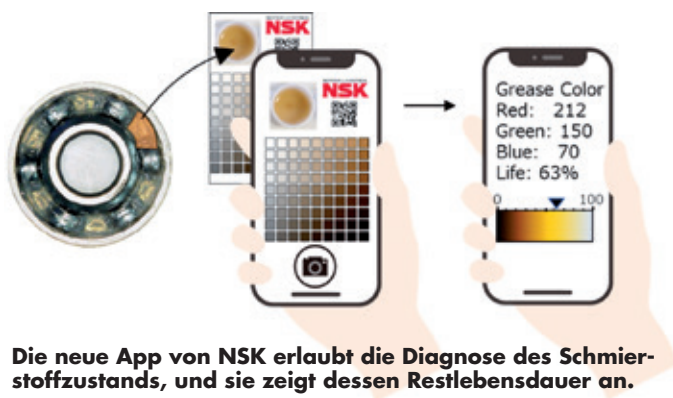 NSK
NSK
Grease Color
Red: 212
Green: 150
Blue: 70
Life: 63%
0 100
Die neue App von NSK erlaubt die Diagnose des Schmier-
stoffzustands, und sie zeigt dessen Restlebensdauer an.